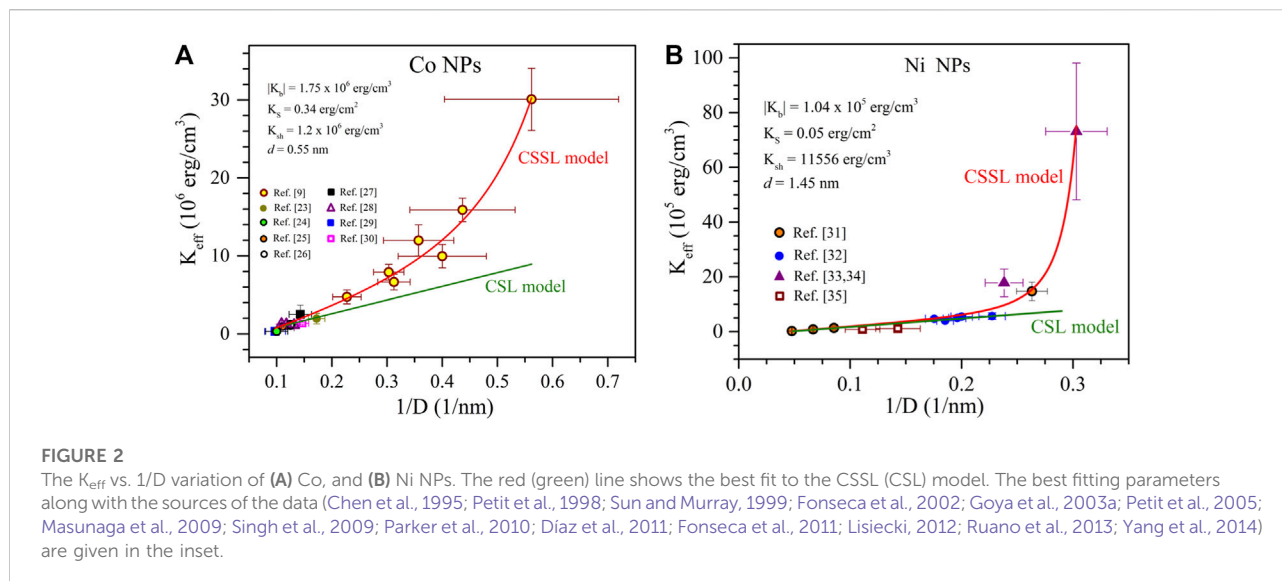 A
Co NPs
|K_b| = 1.75 x 10^6 erg/cm^3
K_S = 0.34 erg/cm^2
K_sh = 1.2 x 10^6 erg/cm^3
d = 0.55 nm
Ref. [9]
Ref. [23]
Ref. [24]
Ref. [25]
Ref. [26]
Ref. [27]
Ref. [28]
Ref. [29]
Ref. [30]
CSSL model
CSL model
K_eff (10^6 erg/cm^3)
30
20
10
0
0.1 0.2 0.3 0.4 0.5 0.6 0.7
1/D (1/nm)
B
Ni NPs
|K_b| = 1.04 x 10^5 erg/cm^3
K_S = 0.05 erg/cm^2
K_sh = 11556 erg/cm^3
d = 1.45 nm
Ref. [31]
Ref. [32]
Ref. [33,34]
Ref. [35]
CSSL model
CSL model
K_eff (10^5 erg/cm^3)
100
80
60
40
20
0
0.0 0.1 0.2 0.3
1/D (1/nm)
FIGURE 2
The K_eff vs. 1/D variation of (A) Co, and (B) Ni NPs. The red (green) line shows the best fit to the CSSL (CSL) model. The best fitting parameters
along with the sources of the data (Chen et al., 1995; Petit et al., 1998; Sun and Murray, 1999; Fonseca et al., 2002; Goya et al., 2003a; Petit et al., 2005;
Masunaga et al., 2009; Singh et al., 2009; Parker et al., 2010; Díaz et al., 2011; Fonseca et al., 2011; Lisiecki, 2012; Ruano et al., 2013; Yang et al., 2014)
are given in the inset.